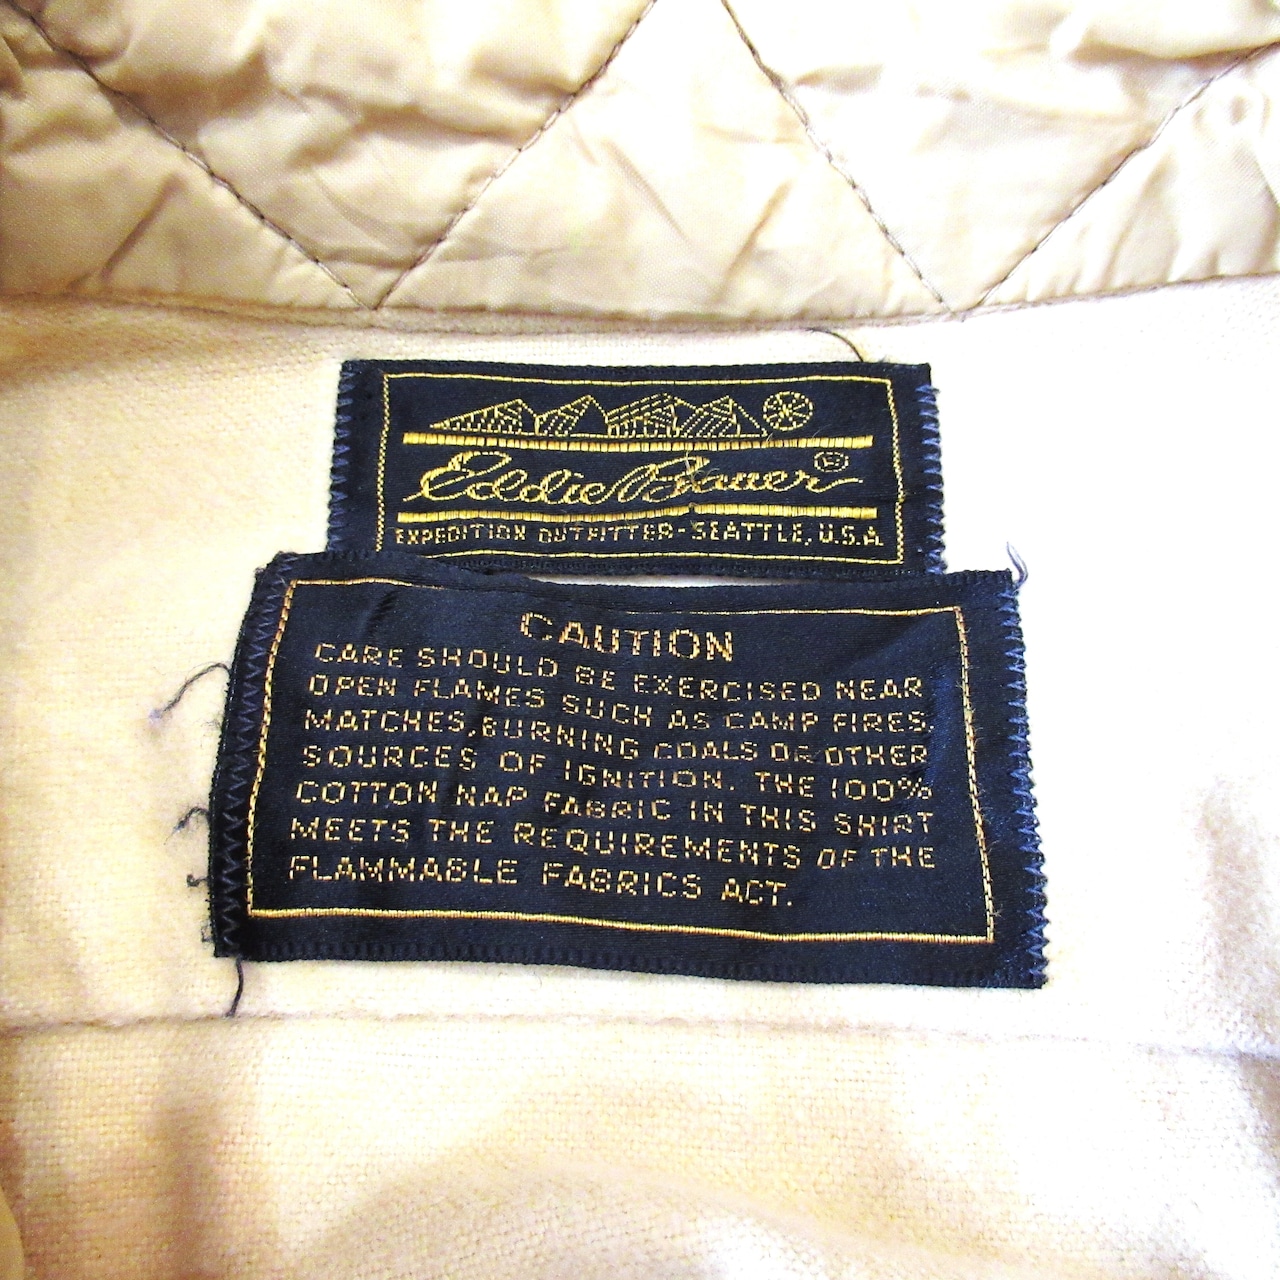 Eddie Bauer®
EXPEDITION OUTFITTER-SEATTLE, U.S.A.
CAUTION
CARE SHOULD BE EXERCISED NEAR
OPEN FLAMES SUCH AS CAMP FIRES,
MATCHES, BURNING COALS OR OTHER
SOURCES OF IGNITION. THE 100%
COTTON NAP FABRIC IN THIS SHIRT
MEETS THE REQUIREMENTS OF THE
FLAMMABLE FABRICS ACT.